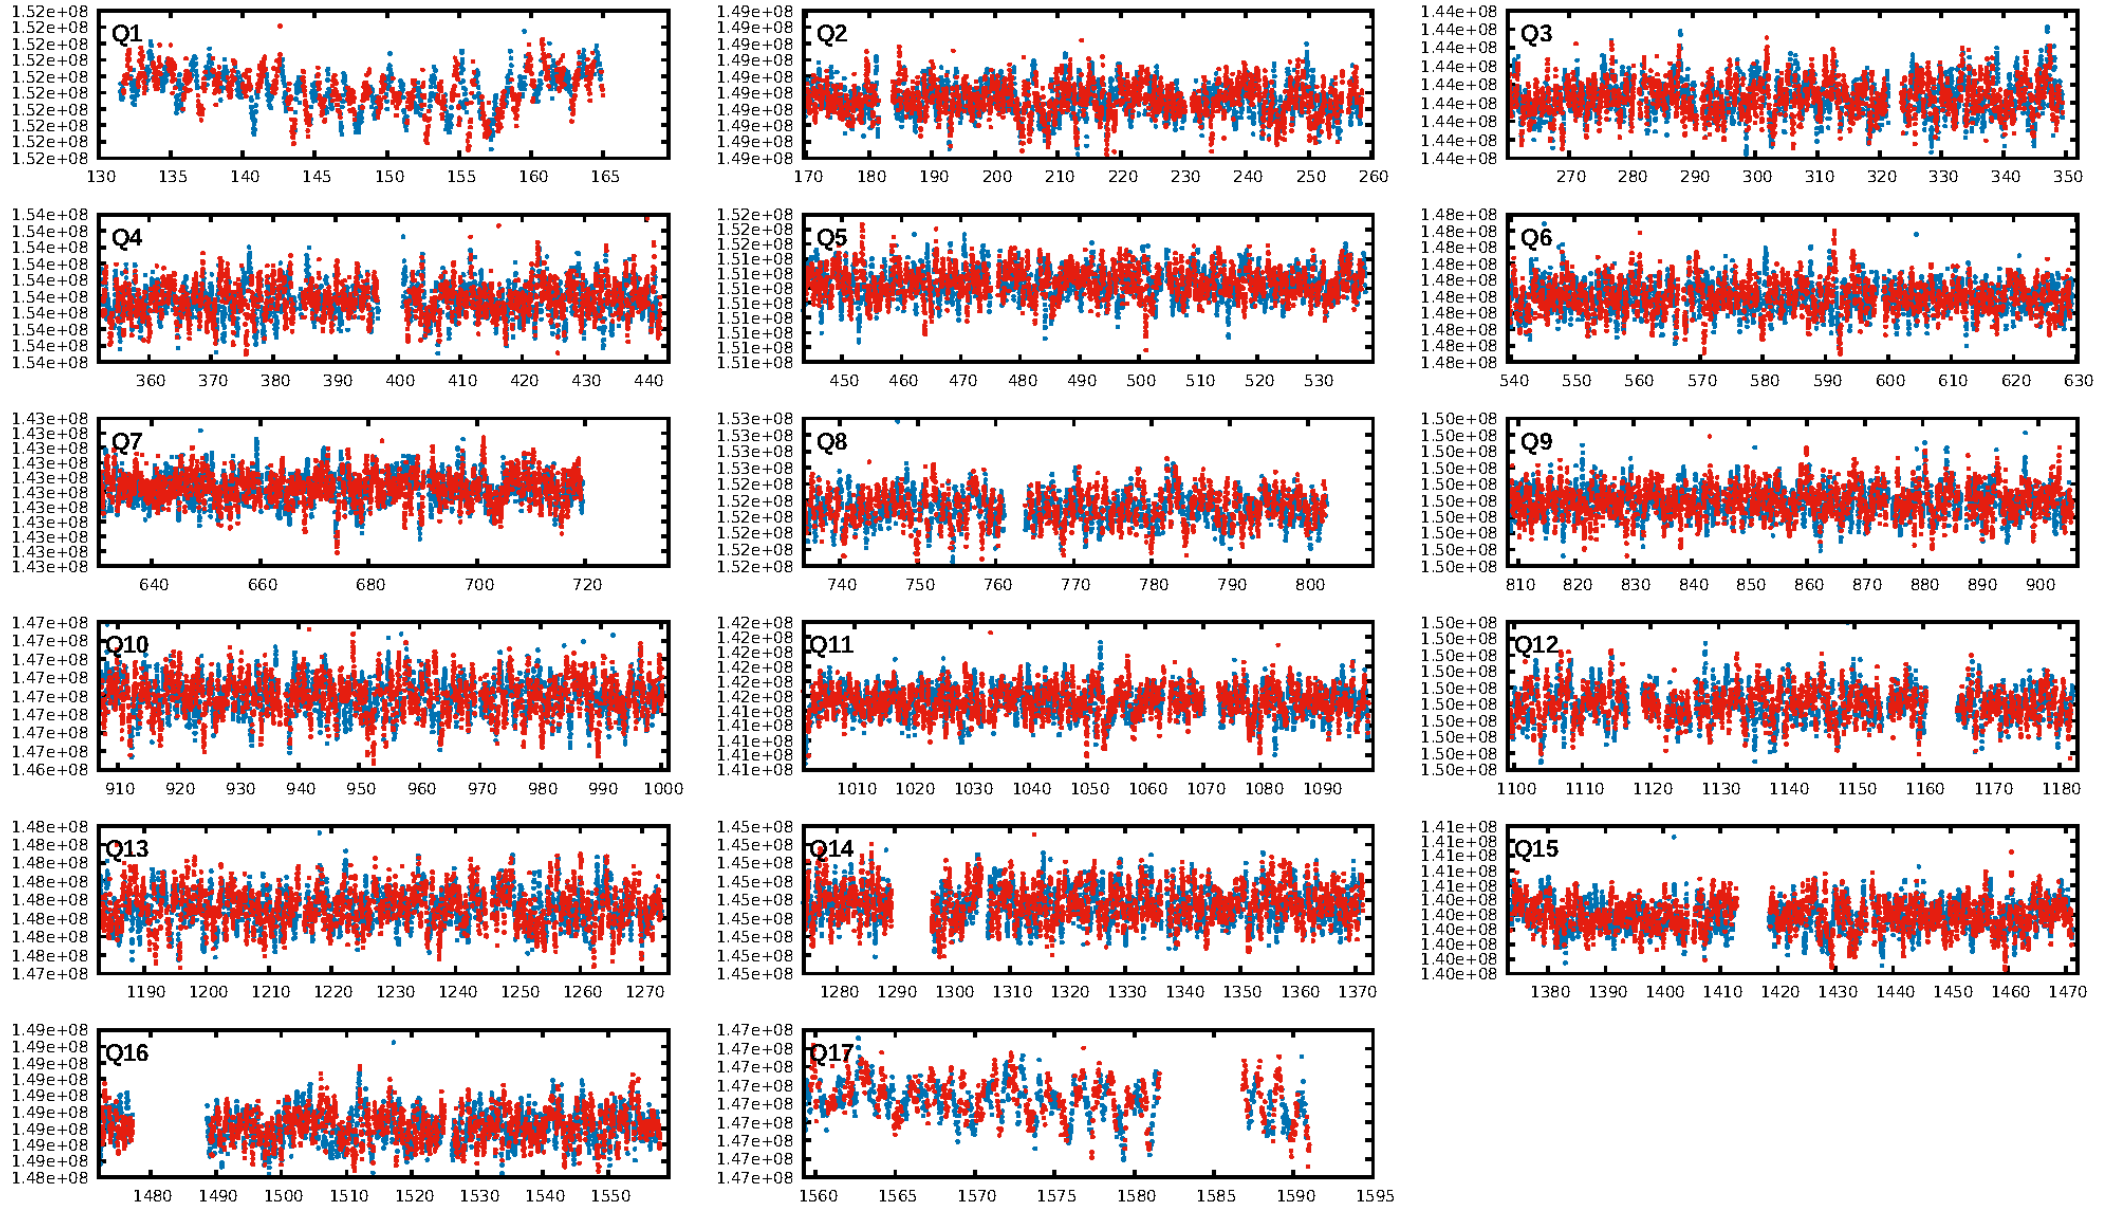 1.52e+08 1.52e+08 1.52e+08 1.52e+08 1.52e+08 1.52e+08 1.52e+08 1.52e+08 1.52e+08 1.52e+08
Q1
130 135 140 145 150 155 160 165
1.49e+08 1.49e+08 1.49e+08 1.49e+08 1.49e+08 1.49e+08 1.49e+08 1.49e+08 1.49e+08 1.49e+08
Q2
170 180 190 200 210 220 230 240 250 260
1.44e+08 1.44e+08 1.44e+08 1.44e+08 1.44e+08 1.44e+08 1.44e+08 1.44e+08 1.44e+08
Q3
270 280 290 300 310 320 330 340 350
1.54e+08 1.54e+08 1.54e+08 1.54e+08 1.54e+08 1.54e+08 1.54e+08 1.54e+08 1.54e+08 1.54e+08
Q4
360 370 380 390 400 410 420 430 440
1.52e+08 1.52e+08 1.52e+08 1.51e+08 1.51e+08 1.51e+08 1.51e+08 1.51e+08 1.51e+08 1.51e+08 1.51e+08
Q5
450 460 470 480 490 500 510 520 530
1.48e+08 1.48e+08 1.48e+08 1.48e+08 1.48e+08 1.48e+08 1.48e+08 1.48e+08 1.48e+08 1.48e+08
Q6
540 550 560 570 580 590 600 610 620 630
1.43e+08 1.43e+08 1.43e+08 1.43e+08 1.43e+08 1.43e+08 1.43e+08 1.43e+08 1.43e+08 1.43e+08 1.43e+08
Q7
640 660 680 700 720
1.53e+08 1.53e+08 1.53e+08 1.53e+08 1.52e+08 1.52e+08 1.52e+08 1.52e+08 1.52e+08 1.52e+08
Q8
740 750 760 770 780 790 800
1.50e+08 1.50e+08 1.50e+08 1.50e+08 1.50e+08 1.50e+08 1.50e+08 1.50e+08 1.50e+08 1.50e+08
Q9
810 820 830 840 850 860 870 880 890 900
1.47e+08 1.47e+08 1.47e+08 1.47e+08 1.47e+08 1.47e+08 1.47e+08 1.47e+08 1.46e+08
Q10
910 920 930 940 950 960 970 980 990 1000
1.42e+08 1.42e+08 1.42e+08 1.42e+08 1.42e+08 1.42e+08 1.41e+08 1.41e+08 1.41e+08 1.41e+08 1.41e+08
Q11
1010 1020 1030 1040 1050 1060 1070 1080 1090
1.50e+08 1.50e+08 1.50e+08 1.50e+08 1.50e+08 1.50e+08 1.50e+08 1.50e+08 1.50e+08 1.50e+08
Q12
1100 1110 1120 1130 1140 1150 1160 1170 1180
1.48e+08 1.48e+08 1.48e+08 1.48e+08 1.48e+08 1.48e+08 1.48e+08 1.48e+08 1.47e+08
Q13
1190 1200 1210 1220 1230 1240 1250 1260 1270
1.45e+08 1.45e+08 1.45e+08 1.45e+08 1.45e+08 1.45e+08 1.45e+08 1.45e+08 1.45e+08
Q14
1280 1290 1300 1310 1320 1330 1340 1350 1360 1370
1.41e+08 1.41e+08 1.41e+08 1.41e+08 1.41e+08 1.40e+08 1.40e+08 1.40e+08 1.40e+08 1.40e+08 1.40e+08
Q15
1380 1390 1400 1410 1420 1430 1440 1450 1460 1470
1.49e+08 1.49e+08 1.49e+08 1.49e+08 1.49e+08 1.49e+08 1.49e+08 1.49e+08 1.49e+08 1.48e+08
Q16
1480 1490 1500 1510 1520 1530 1540 1550
1.47e+08 1.47e+08 1.47e+08 1.47e+08 1.47e+08 1.47e+08 1.47e+08 1.47e+08 1.47e+08
Q17
1560 1565 1570 1575 1580 1585 1590 1595